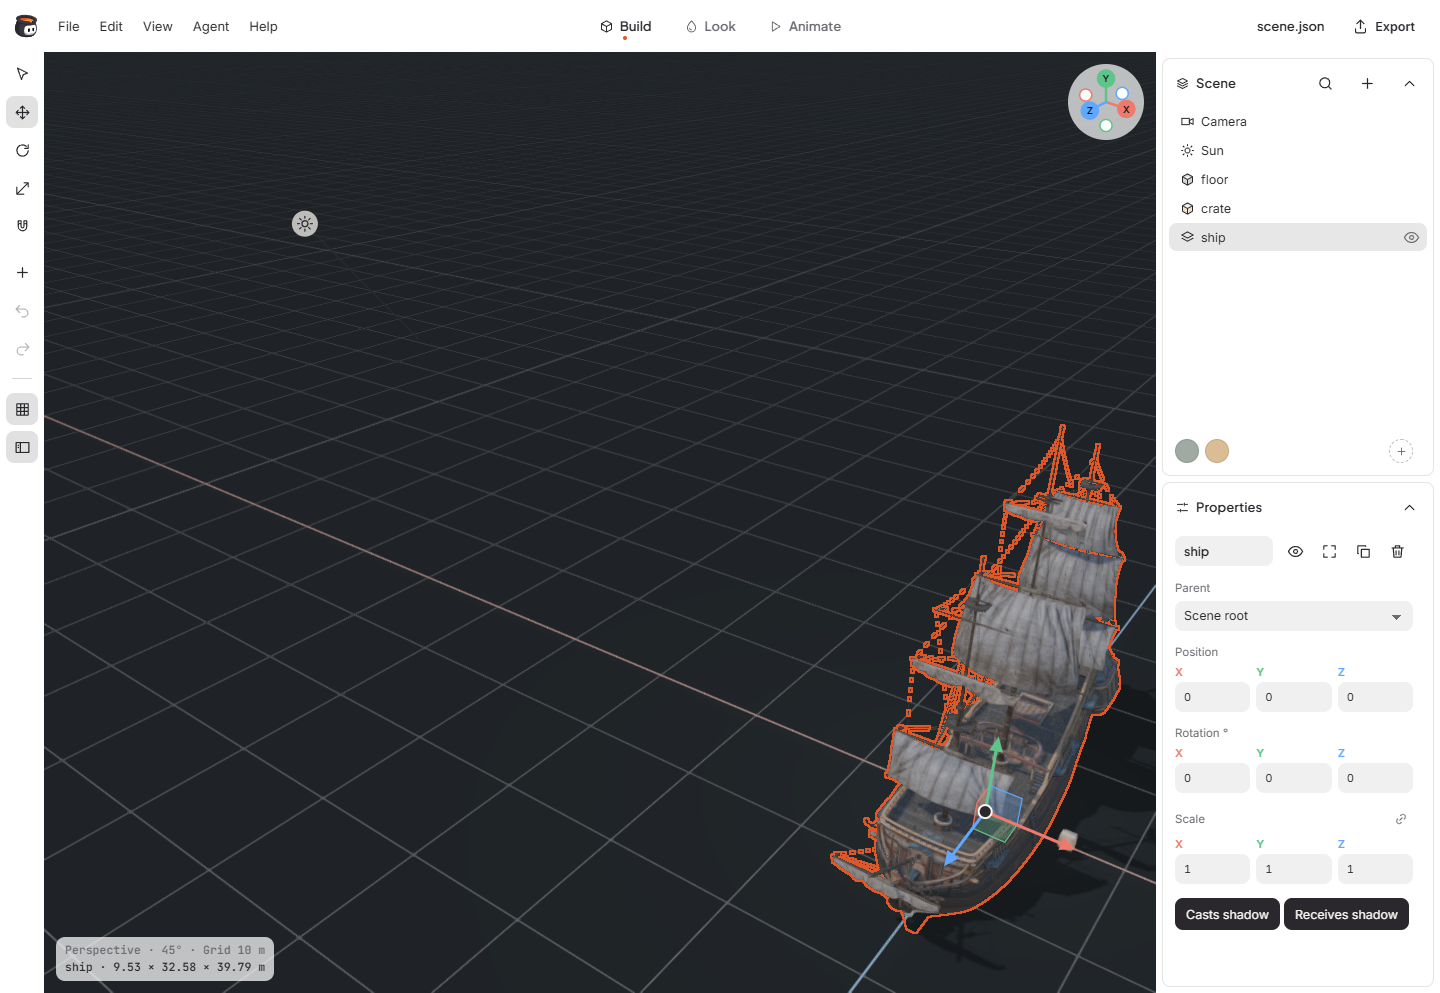 File Edit View Agent Help
Build Look Animate
scene.json Export
Scene
Camera
Sun
floor
crate
ship
Y
Z X
Properties
ship
Parent
Scene root
Position
X Y Z
0 0 0
Rotation °
X Y Z
0 0 0
Scale
X Y Z
1 1 1
Casts shadow Receives shadow
Perspective · 45° · Grid 10 m
ship · 9.53 × 32.58 × 39.79 m